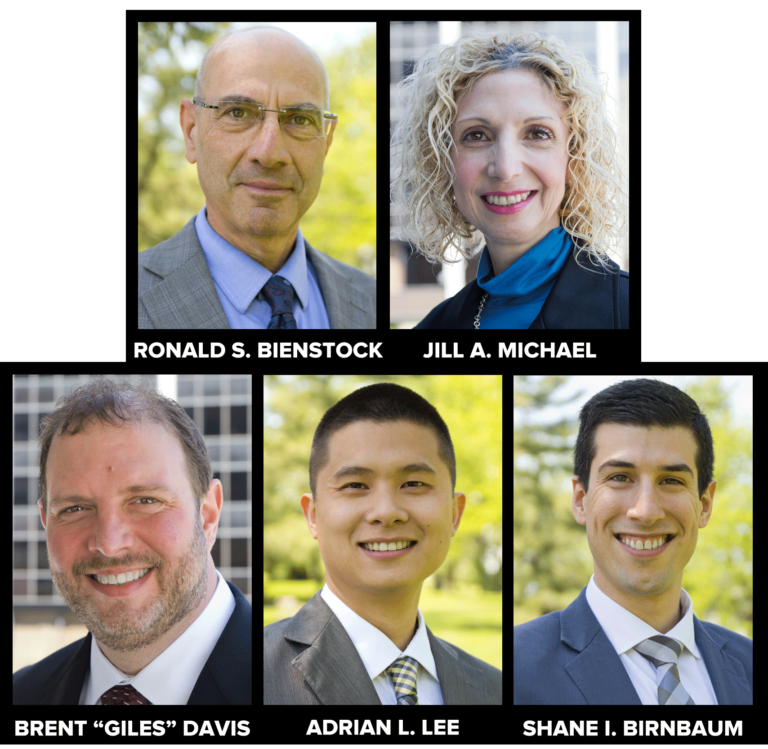 RONALD S. BIENSTOCK
JILL A. MICHAEL
BRENT “GILES” DAVIS
ADRIAN L. LEE
SHANE I. BIRNBAUM